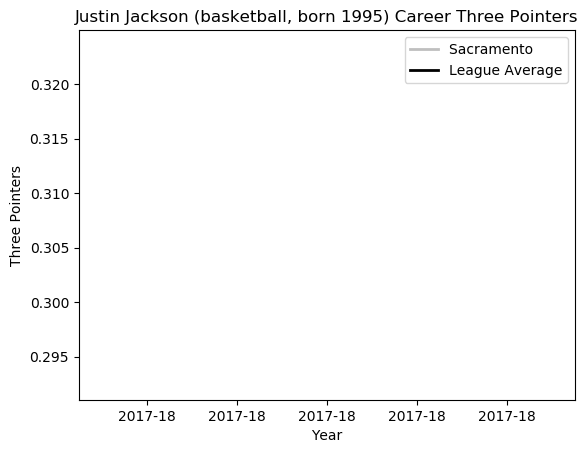 Justin Jackson (basketball, born 1995) Career Three Pointers
Sacramento
League Average
0.320
0.315
0.310
0.305
0.300
0.295
Three Pointers
2017-18 2017-18 2017-18 2017-18 2017-18
Year